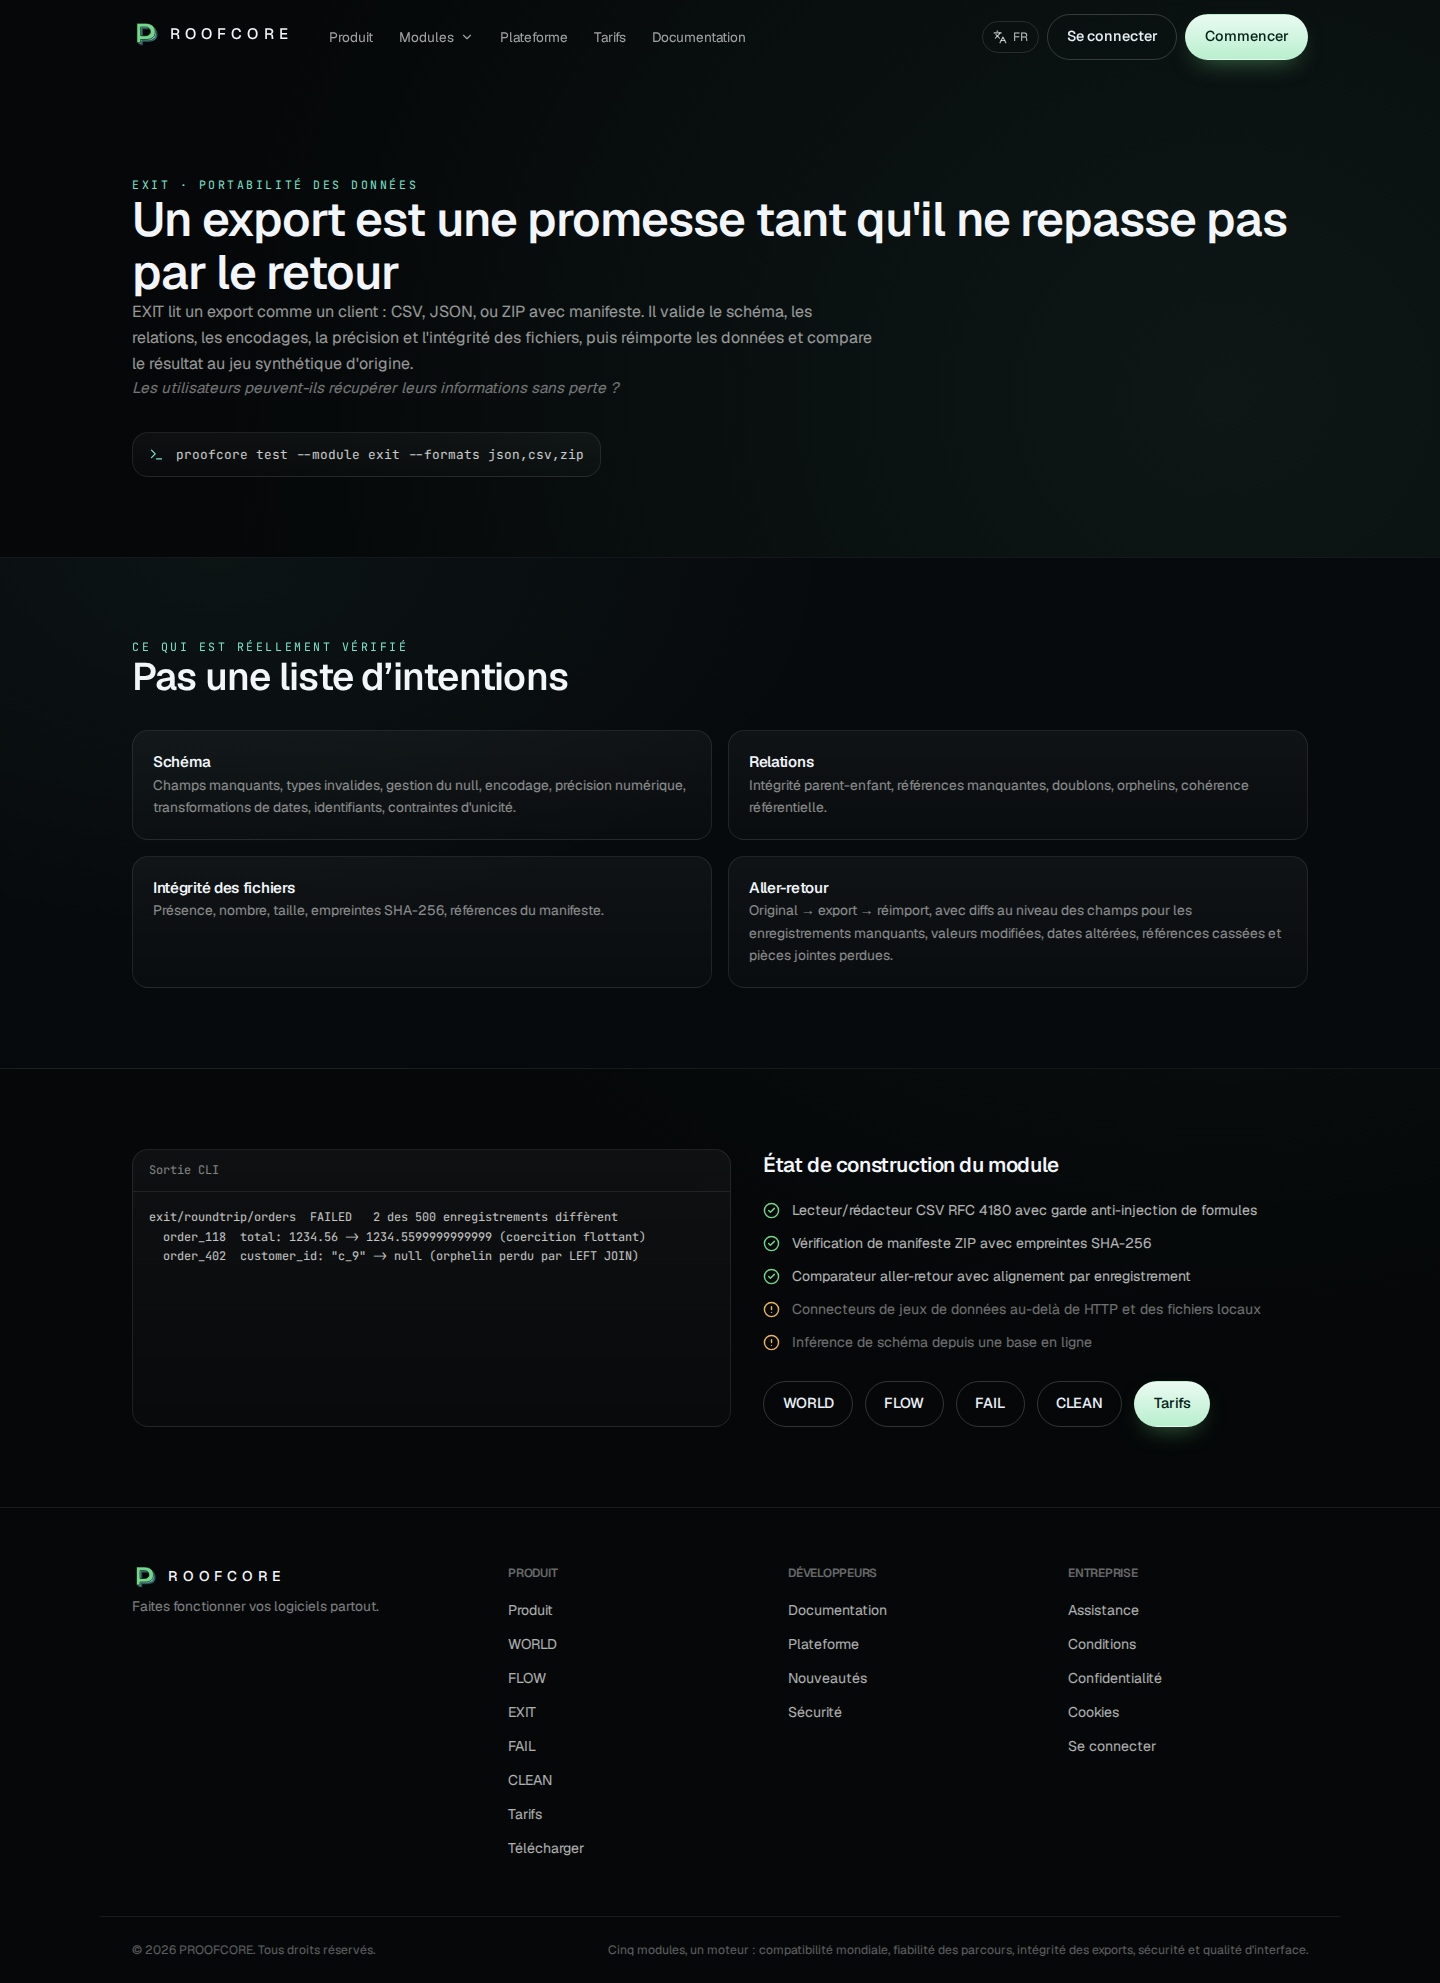 ROOFCORE
Produit
Modules
Plateforme
Tarifs
Documentation
FR
Se connecter
Commencer
EXIT · PORTABILITÉ DES DONNÉES
Un export est une promesse tant qu'il ne repasse pas
par le retour
EXIT lit un export comme un client : CSV, JSON, ou ZIP avec manifeste. Il valide le schéma, les
relations, les encodages, la précision et l'intégrité des fichiers, puis réimporte les données et compare
le résultat au jeu synthétique d'origine.
Les utilisateurs peuvent-ils récupérer leurs informations sans perte ?
proofcore test --module exit --formats json,csv,zip
CE QUI EST RÉELLEMENT VÉRIFIÉ
Pas une liste d’intentions
Schéma
Champs manquants, types invalides, gestion du null, encodage, précision numérique,
transformations de dates, identifiants, contraintes d'unicité.
Relations
Intégrité parent-enfant, références manquantes, doublons, orphelins, cohérence
référentielle.
Intégrité des fichiers
Présence, nombre, taille, empreintes SHA-256, références du manifeste.
Aller-retour
Original → export → réimport, avec diffs au niveau des champs pour les
enregistrements manquants, valeurs modifiées, dates altérées, références cassées et
pièces jointes perdues.
Sortie CLI
exit/roundtrip/orders  FAILED   2 des 500 enregistrements diffèrent
order_118  total: 1234.56 -> 1234.5599999999999 (coercition flottant)
order_402  customer_id: "c_9" -> null (orphelin perdu par LEFT JOIN)
État de construction du module
Lecteur/rédacteur CSV RFC 4180 avec garde anti-injection de formules
Vérification de manifeste ZIP avec empreintes SHA-256
Comparateur aller-retour avec alignement par enregistrement
Connecteurs de jeux de données au-delà de HTTP et des fichiers locaux
Inférence de schéma depuis une base en ligne
WORLD
FLOW
FAIL
CLEAN
Tarifs
ROOFCORE
Faites fonctionner vos logiciels partout.
PRODUIT
Produit
WORLD
FLOW
EXIT
FAIL
CLEAN
Tarifs
Télécharger
DÉVELOPPEURS
Documentation
Plateforme
Nouveautés
Sécurité
ENTREPRISE
Assistance
Conditions
Confidentialité
Cookies
Se connecter
© 2026 PROOFCORE. Tous droits réservés.
Cinq modules, un moteur : compatibilité mondiale, fiabilité des parcours, intégrité des exports, sécurité et qualité d'interface.